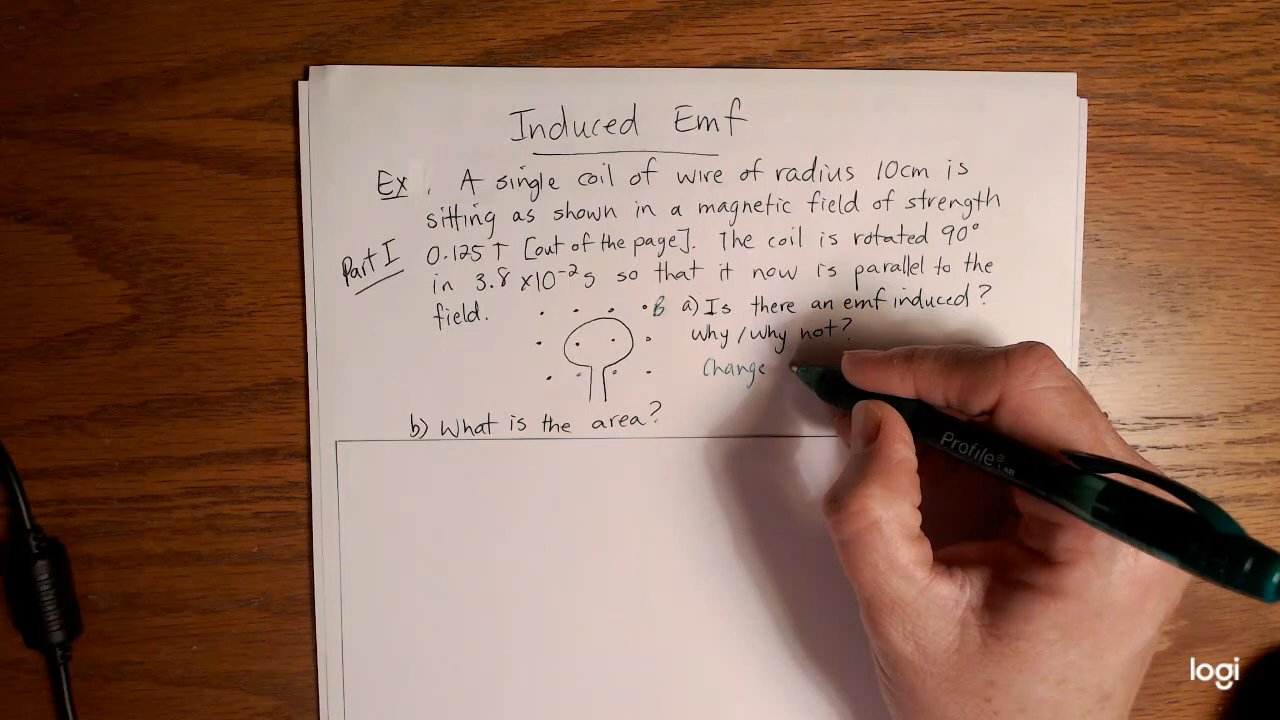 Induced Emf
Ex. A single coil of wire of radius 10cm is
sitting as shown in a magnetic field of strength
Part I
0.125 T [out of the page]. The coil is rotated 90°
in 3.8 x10⁻² s so that it now is parallel to the
field.
B
a) Is there an emf induced?
why/why not?
Change
b) What is the area?
Profile
logi